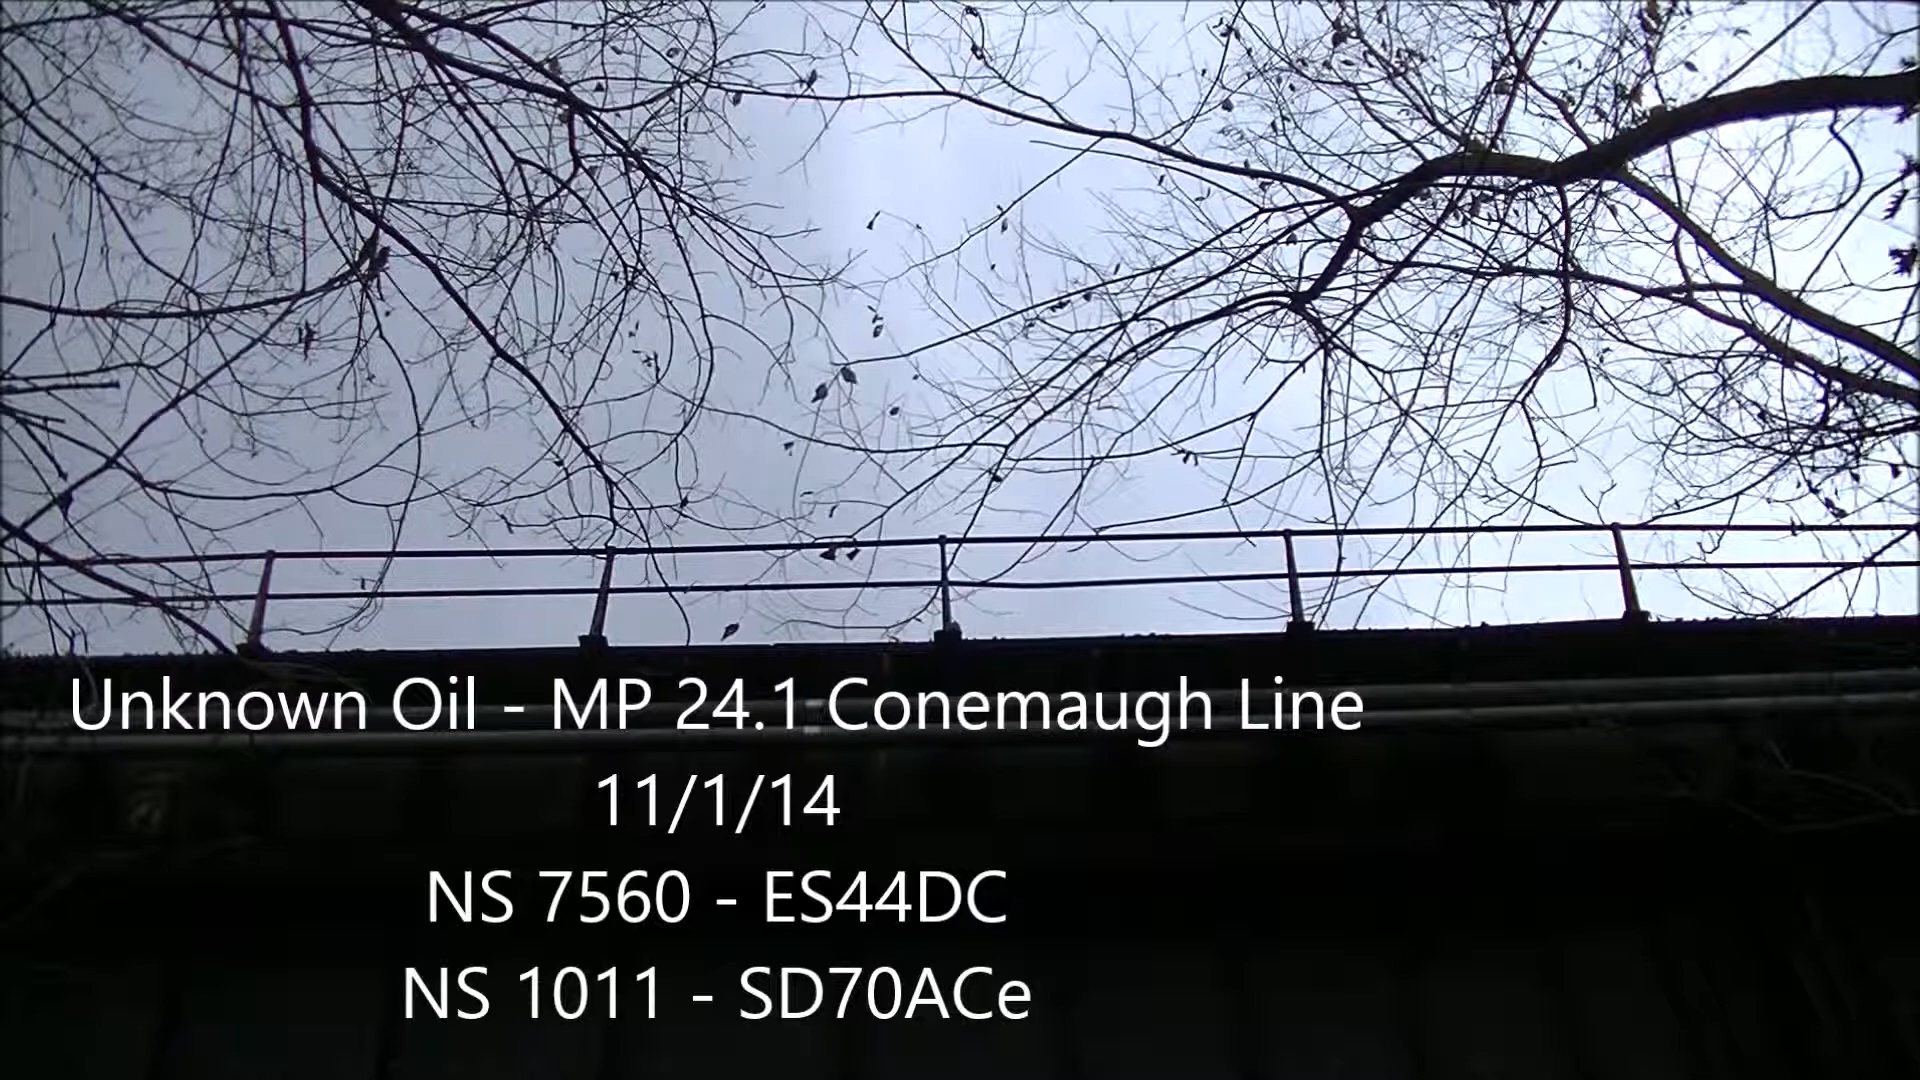 Unknown Oil - MP 24.1 Conemaugh Line
11/1/14
NS 7560 - ES44DC
NS 1011 - SD70ACe